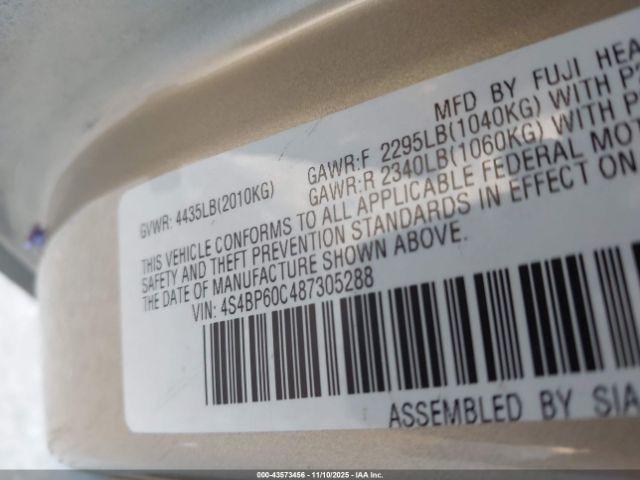 MFD BY FUJI HEA
GVWR: 4435LB(2010KG) GAWR:F 2295LB(1040KG) WITH P
GAWR:R 2340LB(1060KG) WITH P
THIS VEHICLE CONFORMS TO ALL APPLICABLE FEDERAL MOT
SAFETY AND THEFT PREVENTION STANDARDS IN EFFECT ON
THE DATE OF MANUFACTURE SHOWN ABOVE.
VIN: 4S4BP60C487305288
ASSEMBLED BY SIA
000-43573456 - 11/10/2025 - IAA Inc.